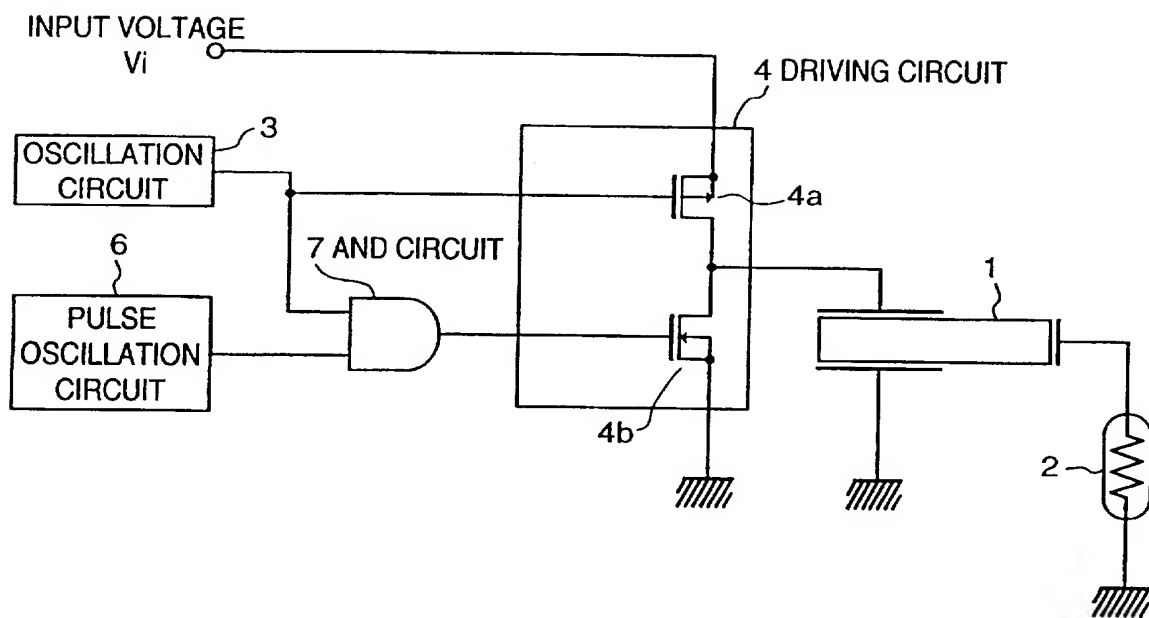 INPUT VOLTAGE
Vi
4 DRIVING CIRCUIT
3
OSCILLATION
CIRCUIT
4a
6
7 AND CIRCUIT
PULSE
OSCILLATION
CIRCUIT
1
4b
2